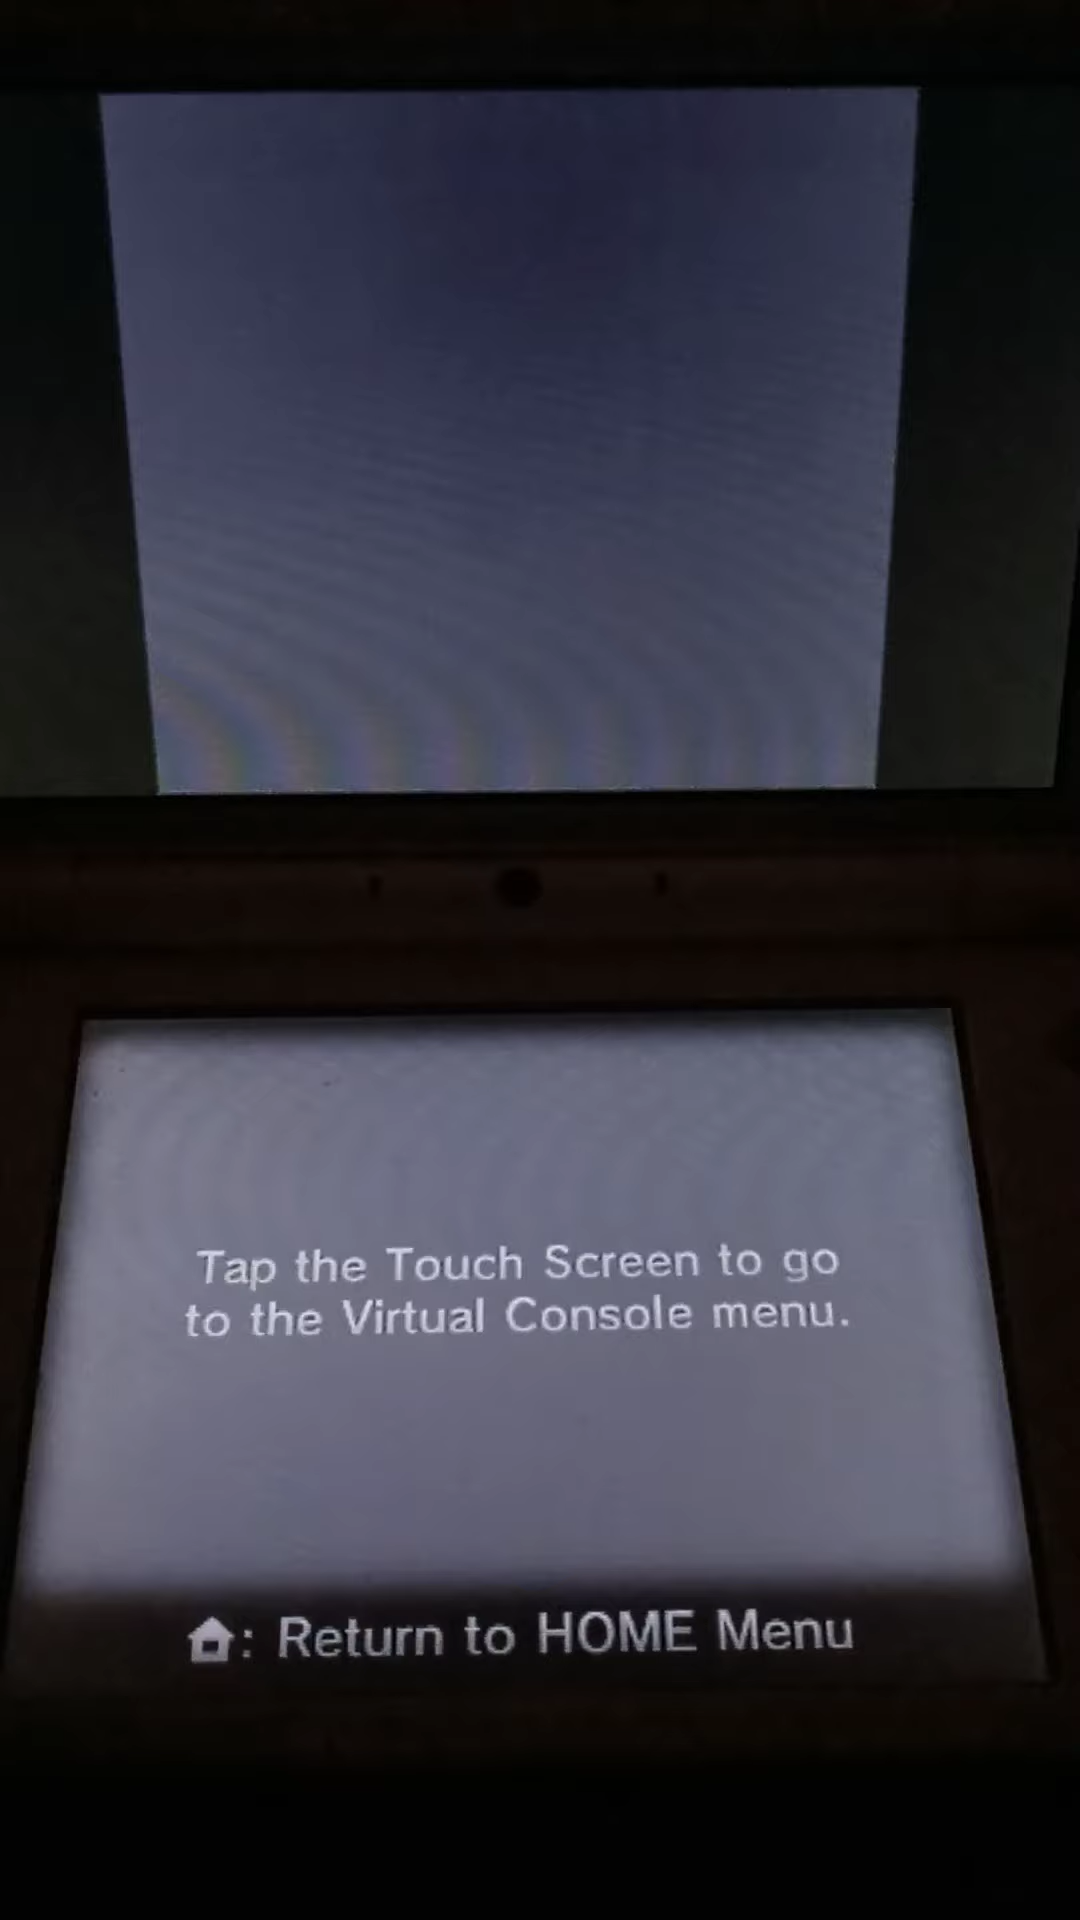 Tap the Touch Screen to go
to the Virtual Console menu.
: Return to HOME Menu